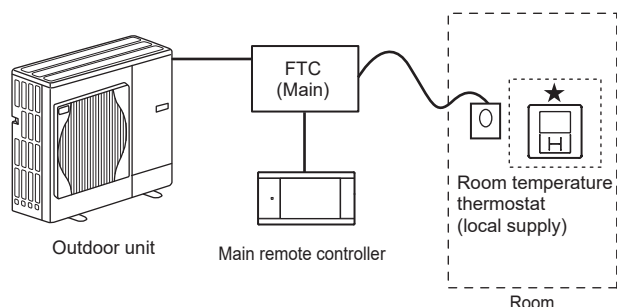 FTC
(Main)
Room temperature
thermostat
(local supply)
Outdoor unit
Main remote controller
Room